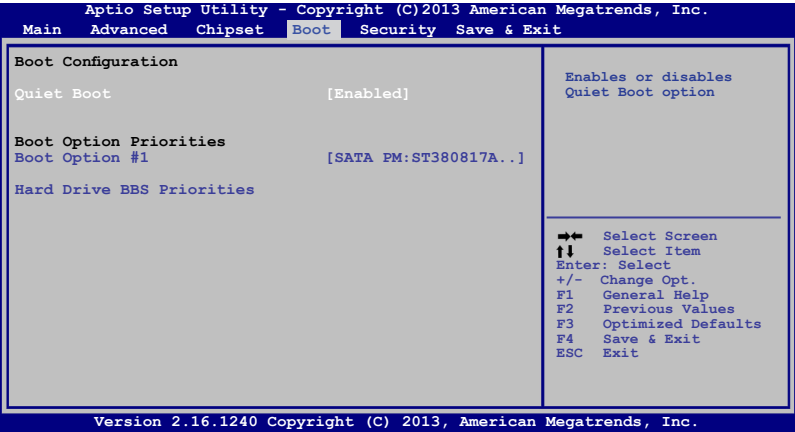 Aptio Setup Utility - Copyright (C)2013 American Megatrends, Inc.
Main Advanced Chipset Boot Security Save & Exit
Boot Configuration
Quiet Boot [Enabled]
Boot Option Priorities
Boot Option #1 [SATA PM:ST380817A..]
Hard Drive BBS Priorities
Enables or disables
Quiet Boot option
→← Select Screen
↑↓ Select Item
Enter: Select
+/- Change Opt.
F1 General Help
F2 Previous Values
F3 Optimized Defaults
F4 Save & Exit
ESC Exit
Version 2.16.1240 Copyright (C) 2013, American Megatrends, Inc.